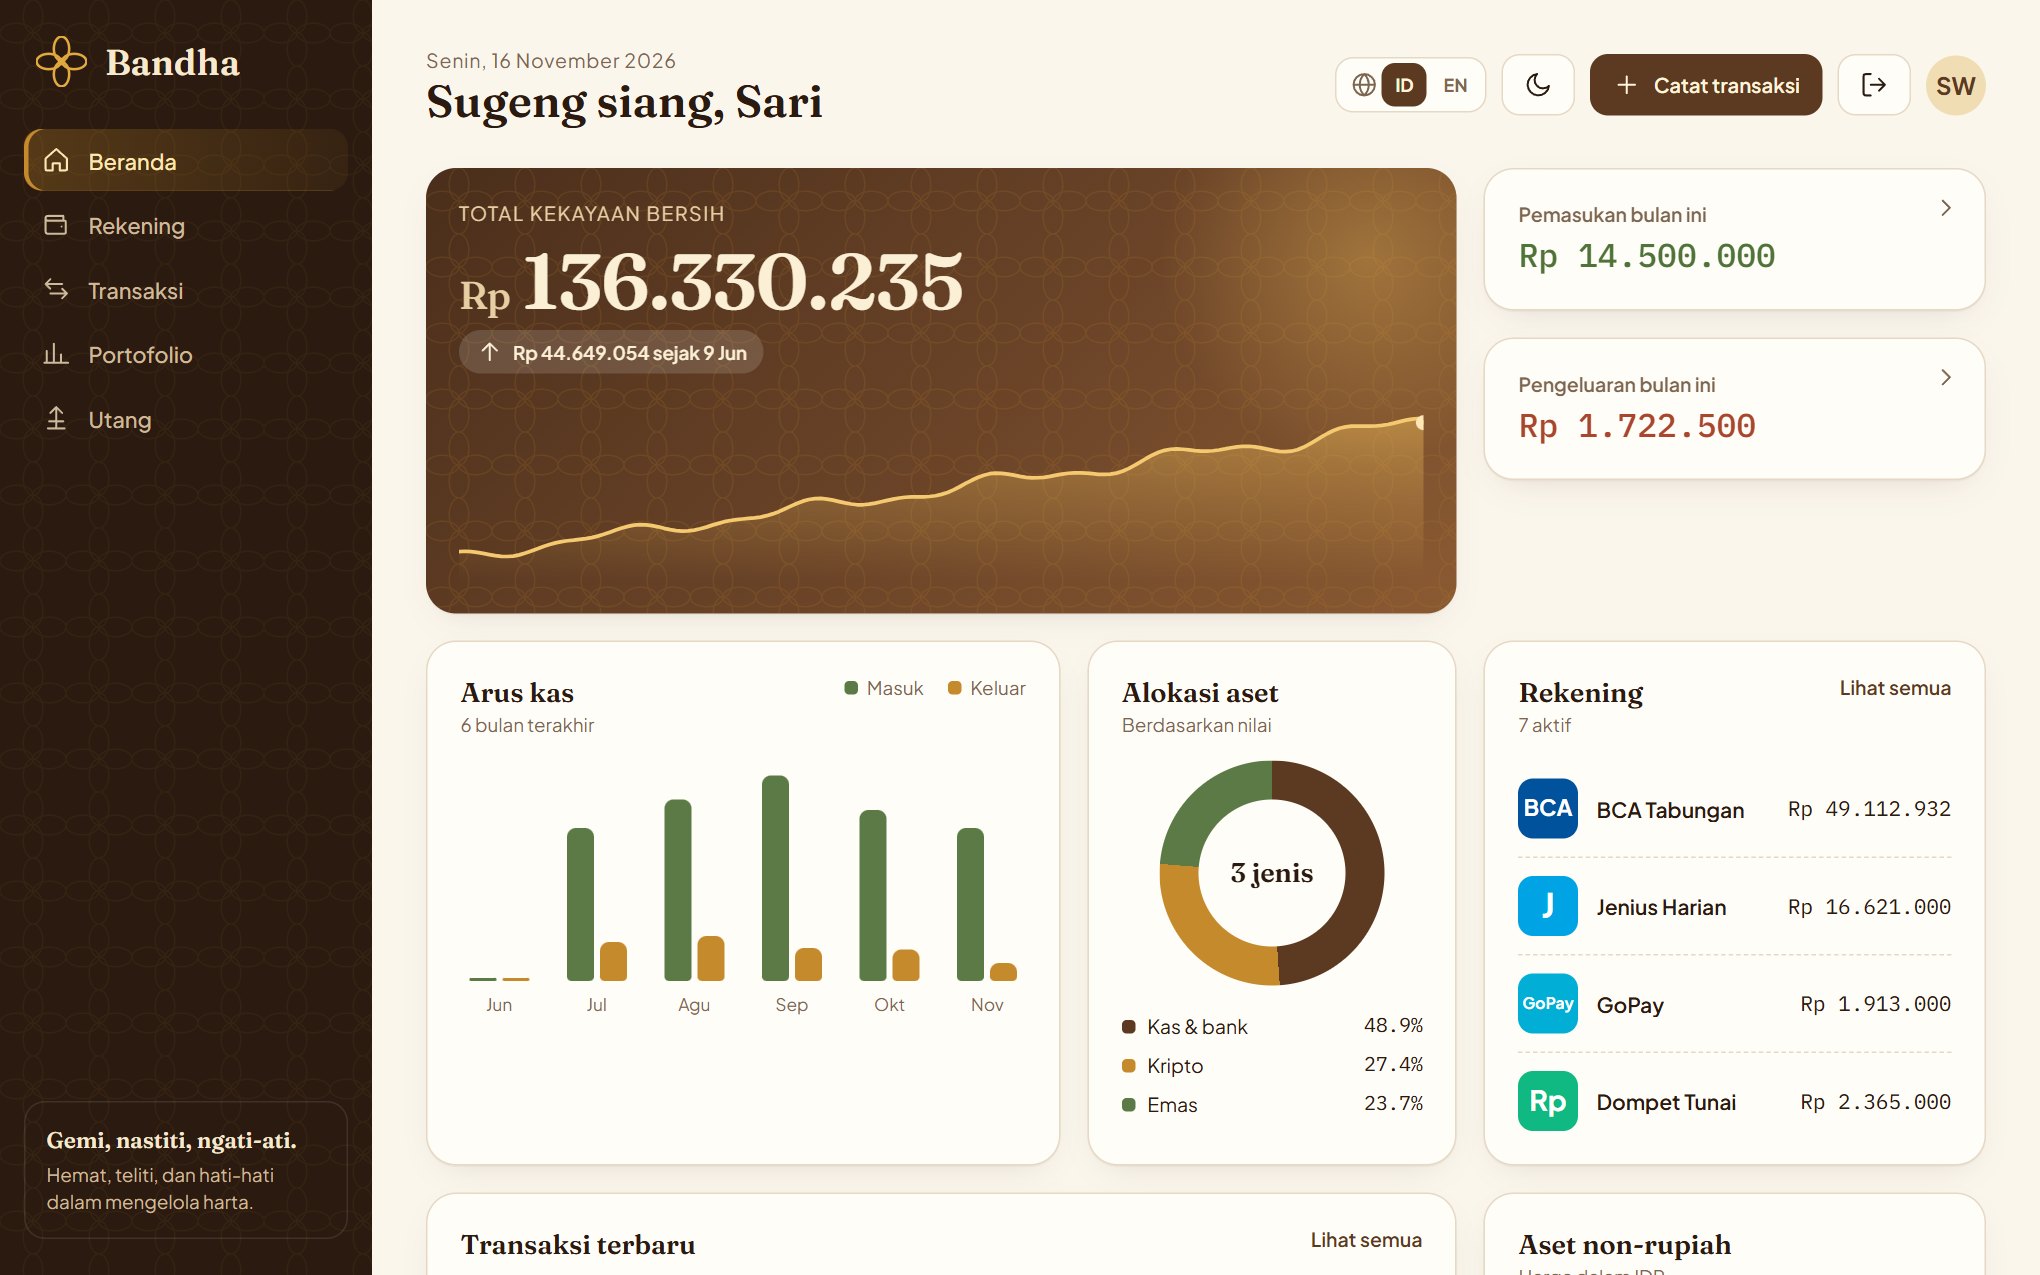 Bandha
Beranda
Rekening
Transaksi
Portofolio
Utang
Gemi, nastiti, ngati-ati.
Hemat, teliti, dan hati-hati
dalam mengelola harta.
Senin, 16 November 2026
Sugeng siang, Sari
ID EN
Catat transaksi
SW
TOTAL KEKAYAAN BERSIH
Rp 136.330.235
Rp 44.649.054 sejak 9 Jun
Pemasukan bulan ini
Rp 14.500.000
Pengeluaran bulan ini
Rp 1.722.500
Arus kas
6 bulan terakhir
Masuk Keluar
Jun Jul Agu Sep Okt Nov
Alokasi aset
Berdasarkan nilai
3 jenis
Kas & bank 48.9%
Kripto 27.4%
Emas 23.7%
Rekening
Lihat semua
7 aktif
BCA BCA Tabungan Rp 49.112.932
J Jenius Harian Rp 16.621.000
GoPay GoPay Rp 1.913.000
Rp Dompet Tunai Rp 2.365.000
Transaksi terbaru
Lihat semua
Aset non-rupiah
Harga dalam IDR